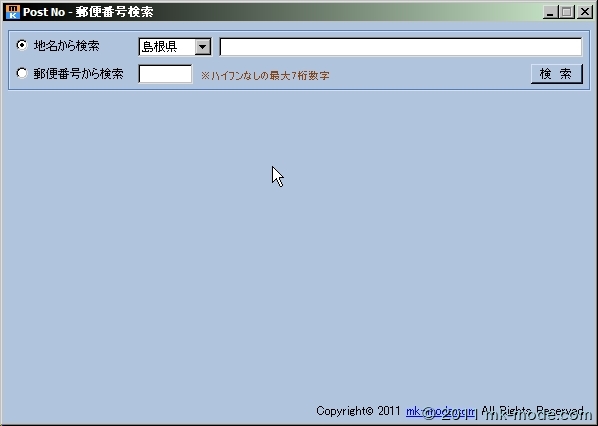 Post No - 郵便番号検索
地名から検索 島根県
郵便番号から検索 ※ハイフンなしの最大7桁数字 検 索
Copyright© 2011 mk-mode.com All Rights Reserved.
© 2011 mk-mode.com